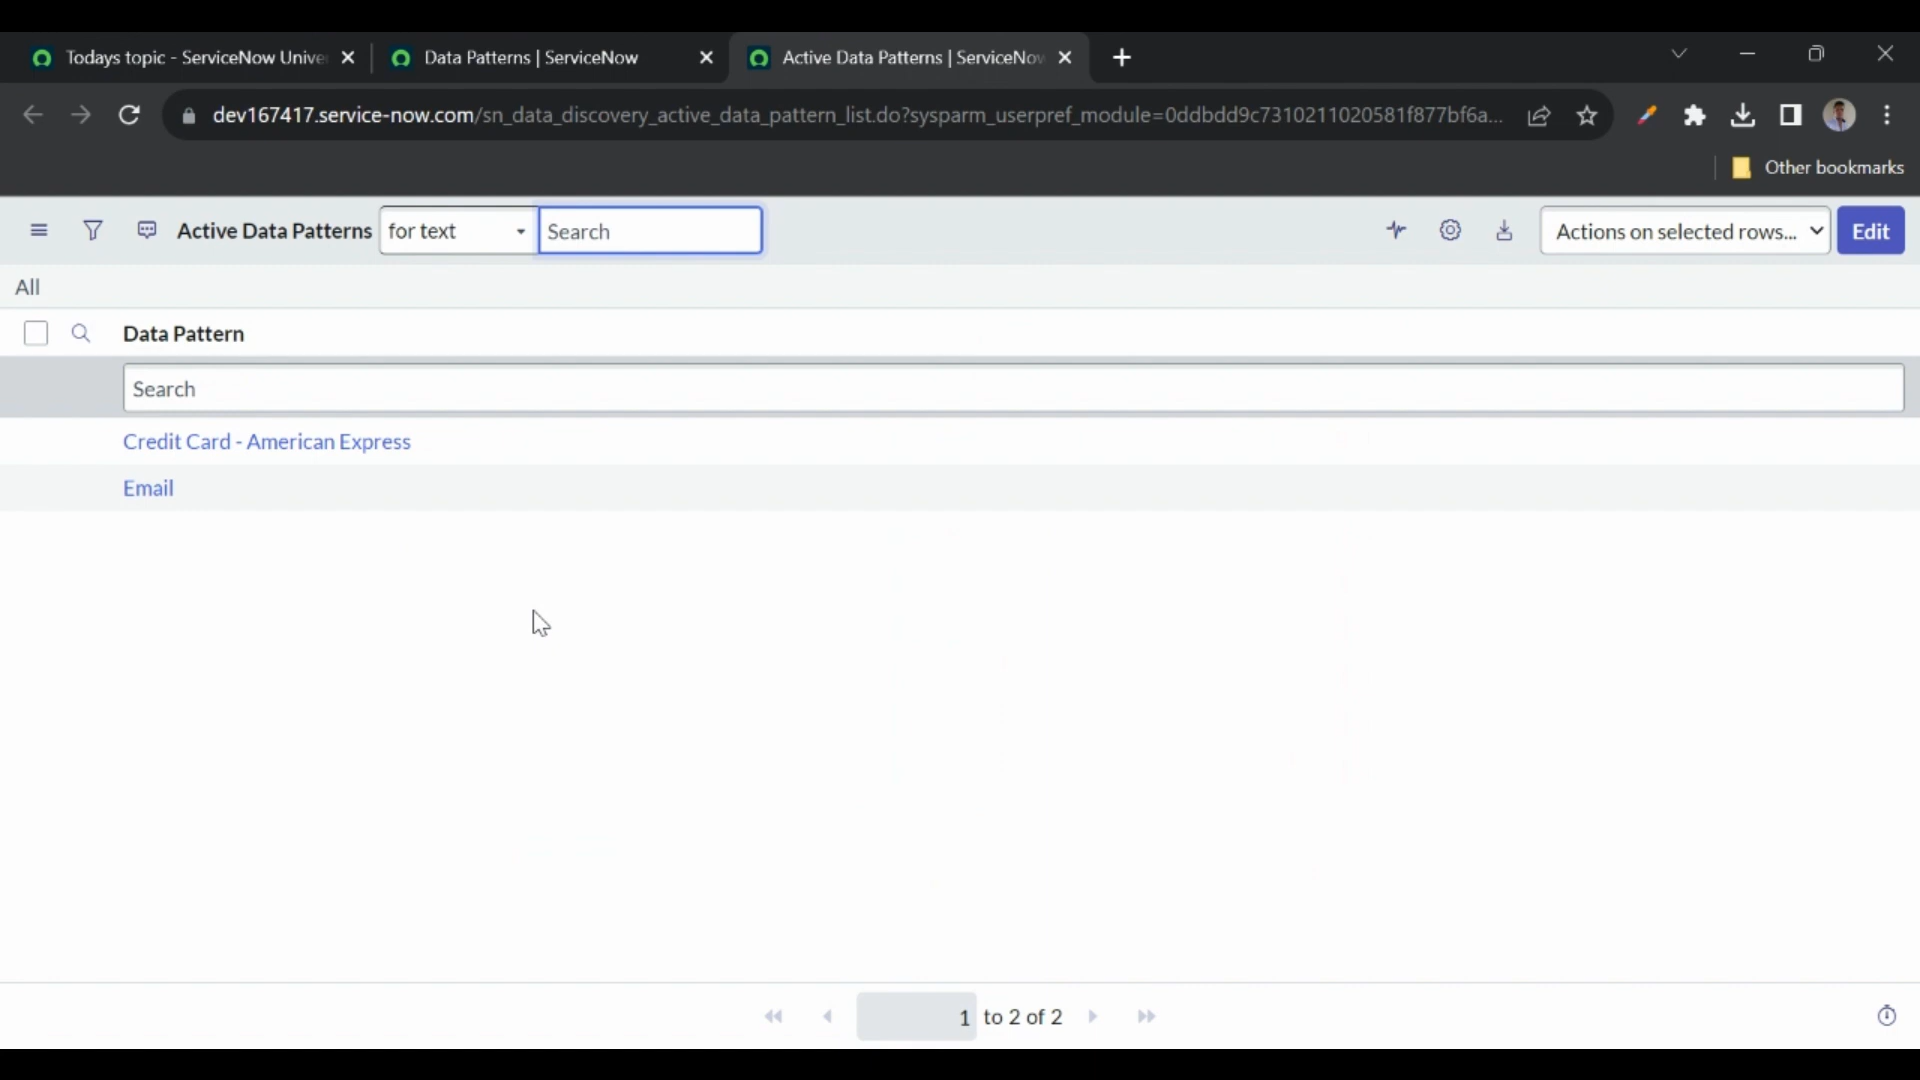 Todays topic - ServiceNow Unive
Data Patterns | ServiceNow
Active Data Patterns | ServiceNow
dev167417.service-now.com/sn_data_discovery_active_data_pattern_list.do?sysparm_userpref_module=0ddbdd9c7310211020581f877bf6a...
Other bookmarks
Active Data Patterns
for text
Search
Actions on selected rows...
Edit
All
Data Pattern
Search
Credit Card - American Express
Email
1 to 2 of 2